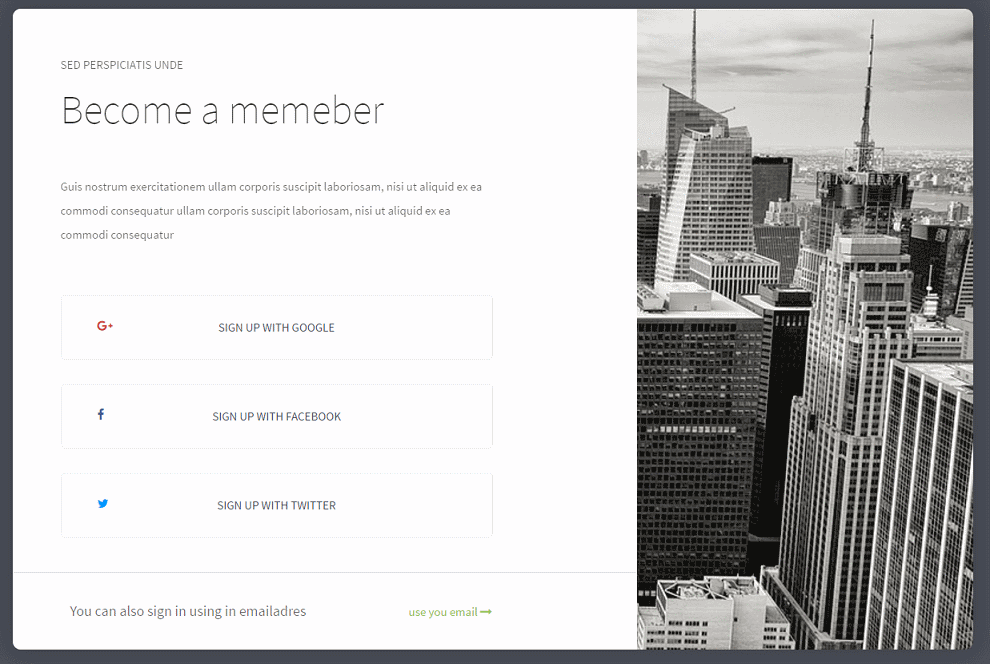 SED PERSPICIATIS UNDE
Become a memeber
Guis nostrum exercitationem ullam corporis suscipit laboriosam, nisi ut aliquid ex ea
commodi consequatur ullam corporis suscipit laboriosam, nisi ut aliquid ex ea
commodi consequatur
G+ SIGN UP WITH GOOGLE
f SIGN UP WITH FACEBOOK
SIGN UP WITH TWITTER
You can also sign in using in emailadres use you email